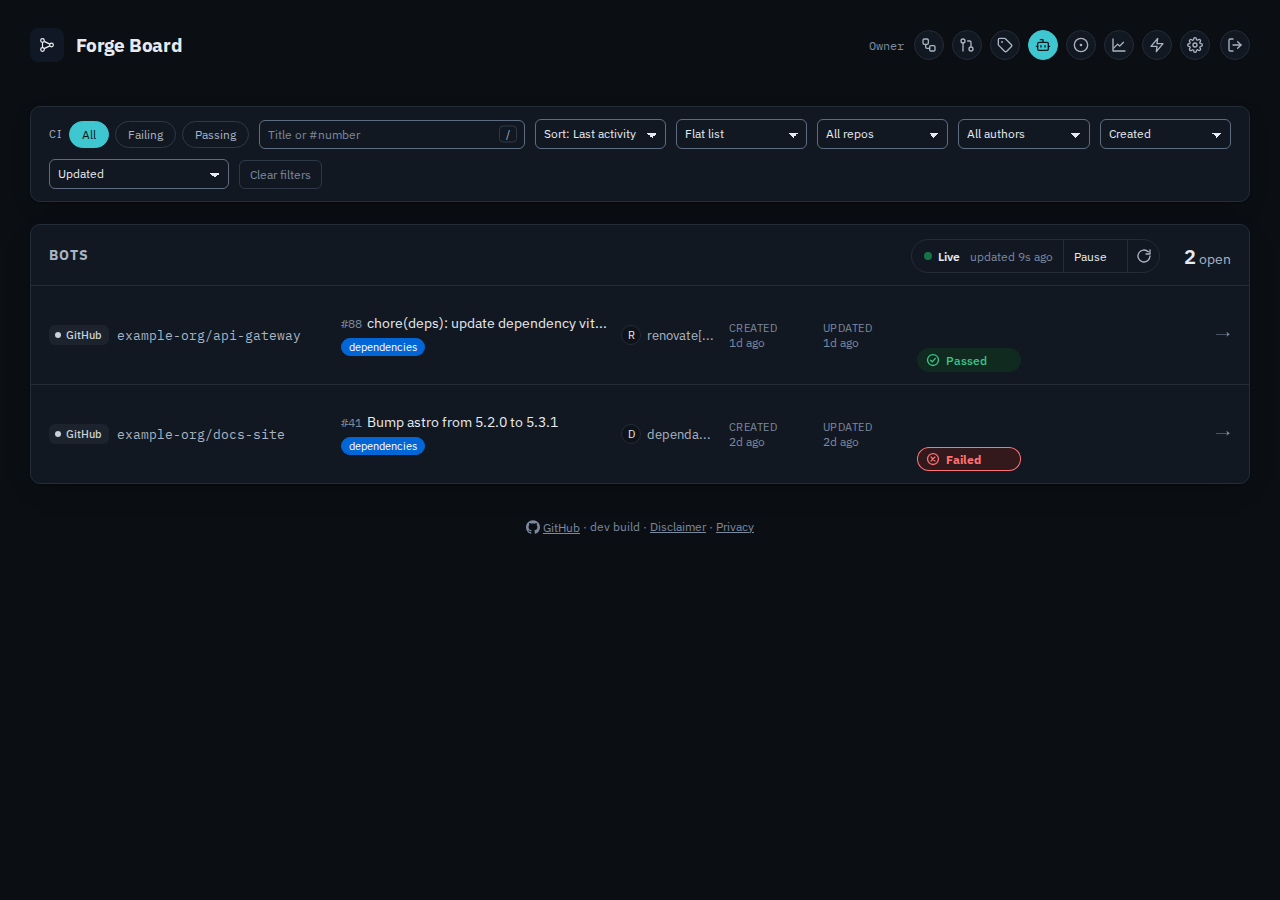 Forge Board
Owner
CI All Failing Passing Title or #number / Sort: Last activity Flat list All repos All authors Created
Updated Clear filters
BOTS Live updated 9s ago Pause 2 open
GitHub example-org/api-gateway #88 chore(deps): update dependency vit... R renovate[... CREATED 1d ago UPDATED 1d ago →
dependencies
Passed
GitHub example-org/docs-site #41 Bump astro from 5.2.0 to 5.3.1 D dependa... CREATED 2d ago UPDATED 2d ago →
dependencies
Failed
GitHub · dev build · Disclaimer · Privacy